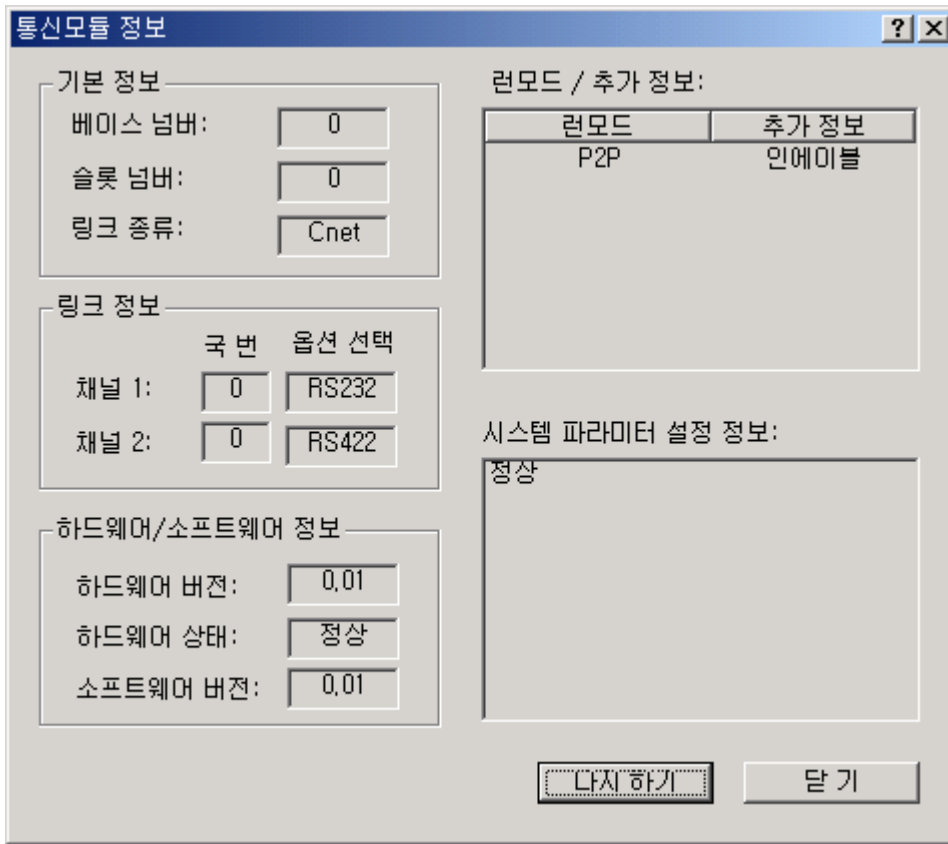 통신모듈 정보
기본 정보
베이스 넘버: 0
슬롯 넘버: 0
링크 종류: Cnet
링크 정보
국 번 옵션 선택
채널 1: 0 RS232
채널 2: 0 RS422
하드웨어/소프트웨어 정보
하드웨어 버전: 0,01
하드웨어 상태: 정상
소프트웨어 버전: 0,01
런모드 / 추가 정보:
런모드 추가 정보
P2P 인에이블
시스템 파라미터 설정 정보:
정상
다시 하기 닫 기